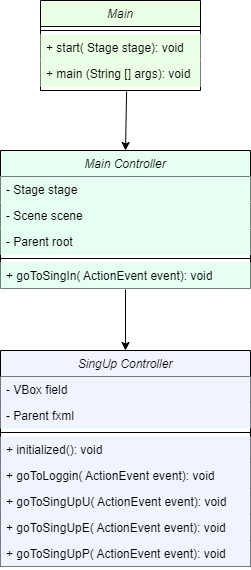 Main
+ start( Stage stage): void
+ main (String [] args): void
Main Controller
- Stage stage
- Scene scene
- Parent root
+ goToSingIn( ActionEvent event): void
SingUp Controller
- VBox field
- Parent fxml
+ initialized(): void
+ goToLoggin( ActionEvent event): void
+ goToSingUpU( ActionEvent event): void
+ goToSingUpE( ActionEvent event): void
+ goToSingUpP( ActionEvent event): void